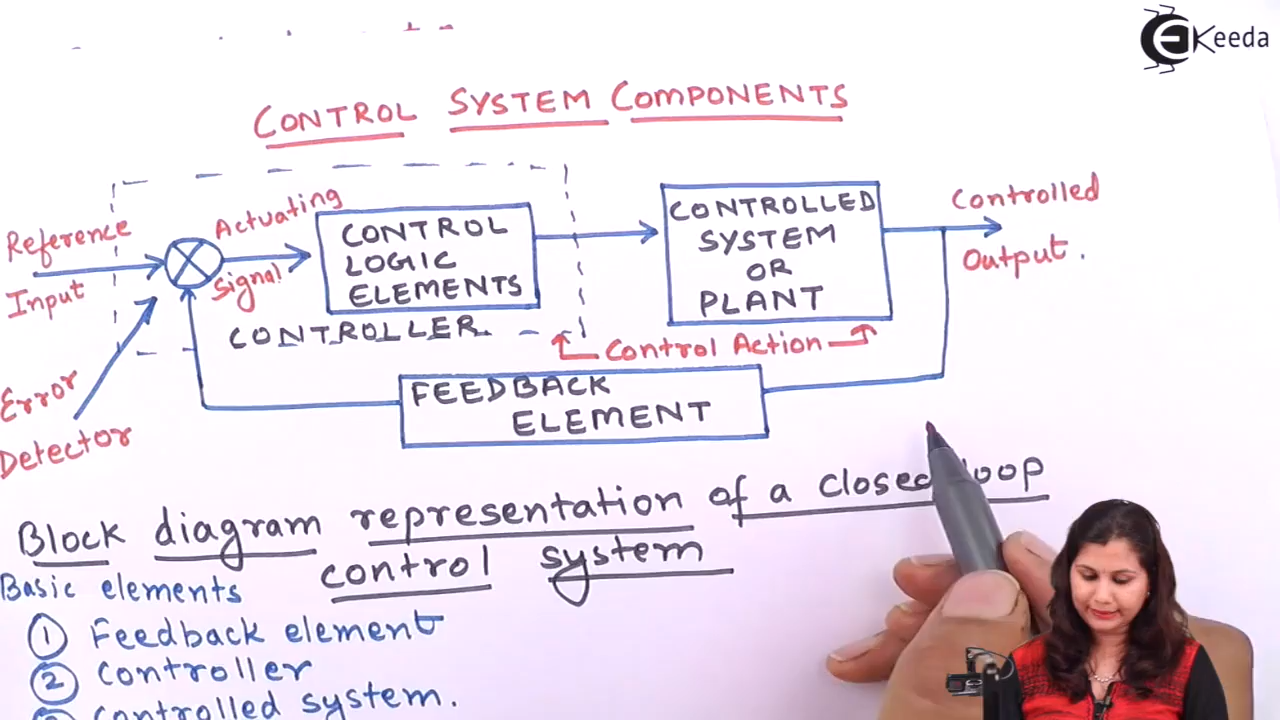 EKeeda
CONTROL SYSTEM COMPONENTS
Reference
Input
Actuating
Signal
CONTROL
LOGIC
ELEMENTS
CONTROLLER
CONTROLLED
SYSTEM
OR
PLANT
Controlled
Output.
Control Action
Error
Detector
FEEDBACK
ELEMENT
Block diagram representation of a closed loop
control system
Basic elements
1 Feedback element
2 Controller
Controlled system.